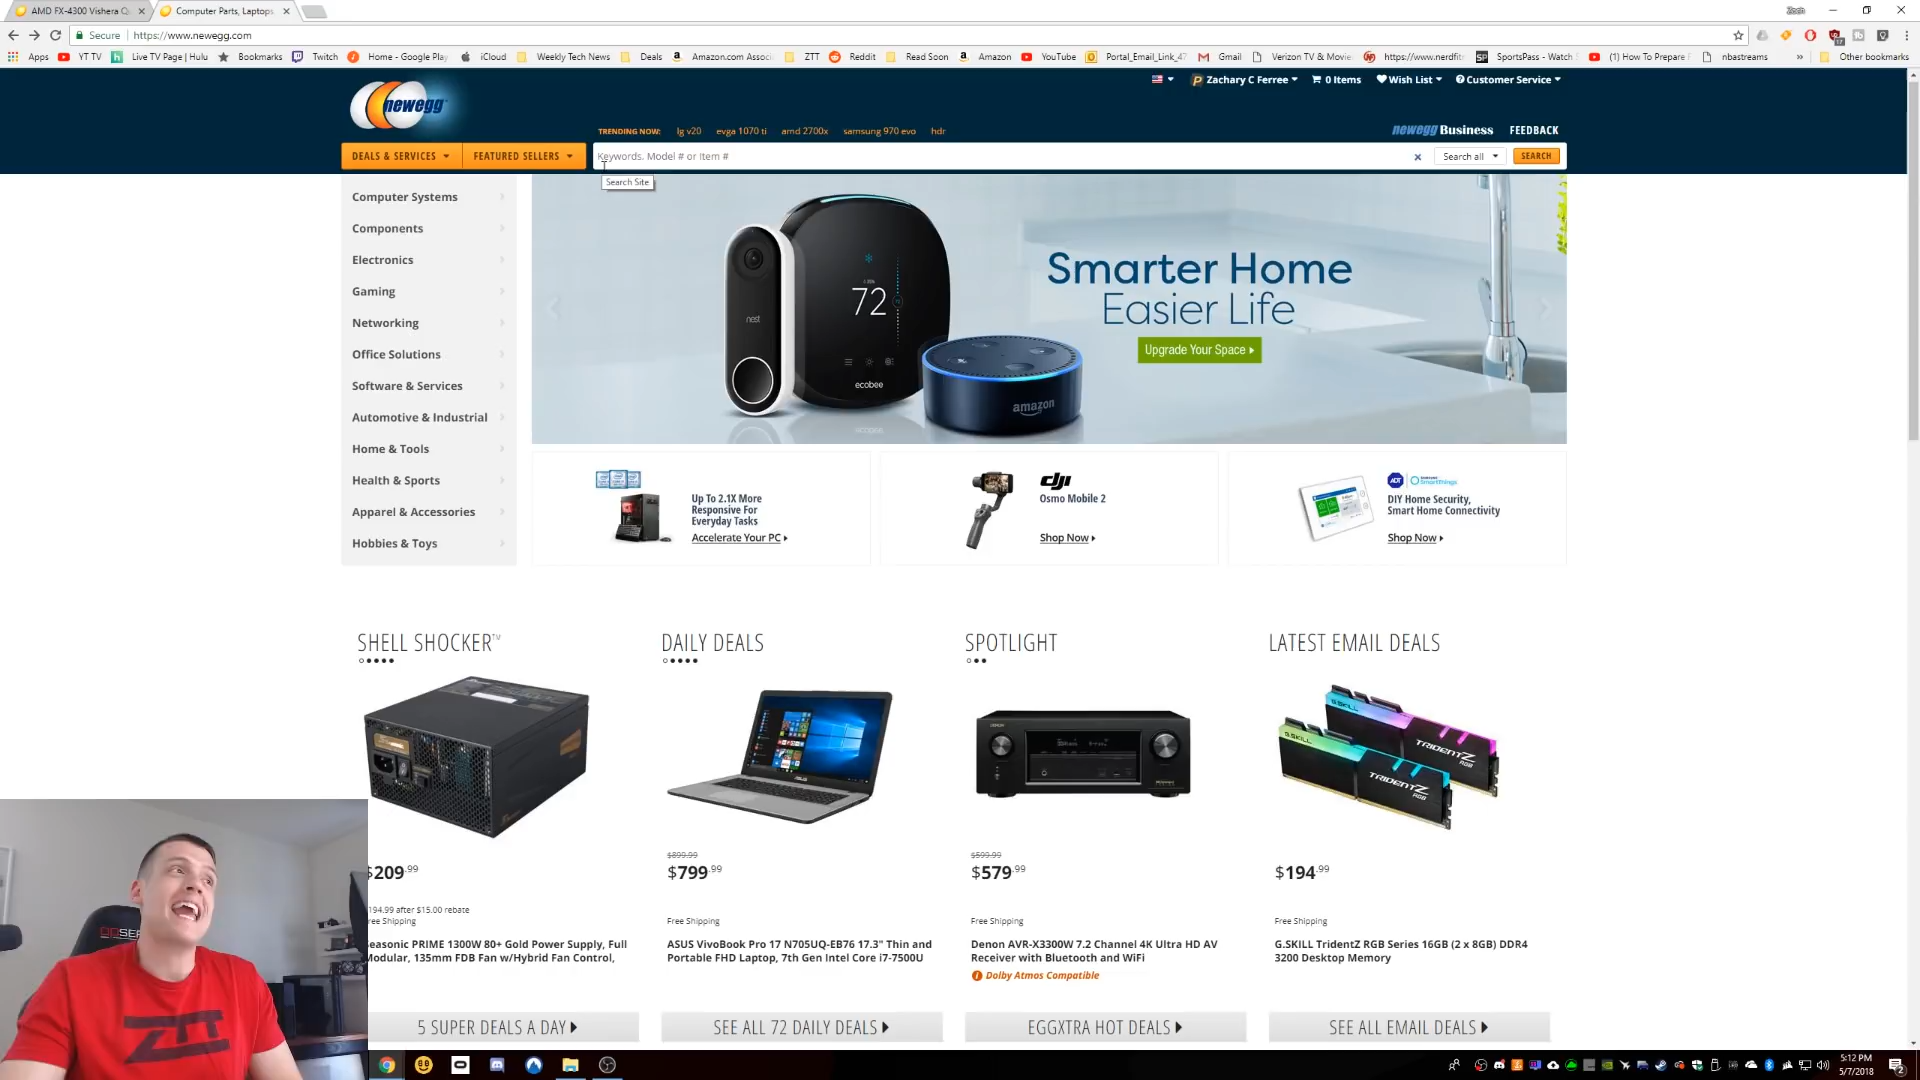 AMD FX-4300 Vishera Q
Computer Parts, Laptops
Zach
Secure
https://www.newegg.com
Apps
YT TV
Live TV Page | Hulu
Bookmarks
Twitch
Home - Google Play
iCloud
Weekly Tech News
Deals
Amazon.com Associ
ZTT
Reddit
Read Soon
Amazon
YouTube
Portal_Email_Link_47
Gmail
Verizon TV & Movie
https://www.nerdfit
SportsPass - Watch
(1) How To Prepare
nbastreams
Other bookmarks
newegg
Zachary C Ferree
0 Items
Wish List
Customer Service
TRENDING NOW: lg v20 evga 1070 ti amd 2700x samsung 970 evo hdr
newegg Business
FEEDBACK
DEALS & SERVICES
FEATURED SELLERS
Keywords. Model # or Item #
Search all
SEARCH
Search Site
Computer Systems
Components
Electronics
Gaming
Networking
Office Solutions
Software & Services
Automotive & Industrial
Home & Tools
Health & Sports
Apparel & Accessories
Hobbies & Toys
nest
72
ecobee
amazon
Smarter Home
Easier Life
Upgrade Your Space
Up To 2.1X More
Responsive For
Everyday Tasks
Accelerate Your PC
dji
Osmo Mobile 2
Shop Now
ADT
SmartThings
DIY Home Security,
Smart Home Connectivity
Shop Now
SHELL SHOCKER™
DAILY DEALS
SPOTLIGHT
LATEST EMAIL DEALS
G.SKILL
TRIDENTZ
RGB
G.SKILL
TRIDENTZ
RGB
DENON
$209.99
$194.99 after $15.00 rebate
Free Shipping
Seasonic PRIME 1300W 80+ Gold Power Supply, Full
Modular, 135mm FDB Fan w/Hybrid Fan Control,
5 SUPER DEALS A DAY
$899.99
$799.99
Free Shipping
ASUS VivoBook Pro 17 N705UQ-EB76 17.3" Thin and
Portable FHD Laptop, 7th Gen Intel Core i7-7500U
SEE ALL 72 DAILY DEALS
$599.99
$579.99
Free Shipping
Denon AVR-X3300W 7.2 Channel 4K Ultra HD AV
Receiver with Bluetooth and WiFi
Dolby Atmos Compatible
EGGXTRA HOT DEALS
$194.99
Free Shipping
G.SKILL TridentZ RGB Series 16GB (2 x 8GB) DDR4
3200 Desktop Memory
SEE ALL EMAIL DEALS
ZTT
5:12 PM
5/7/2018